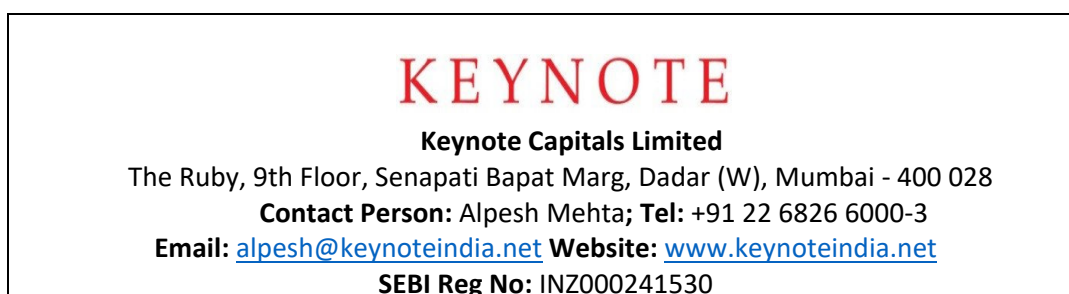 KEYNOTE
Keynote Capitals Limited
The Ruby, 9th Floor, Senapati Bapat Marg, Dadar (W), Mumbai - 400 028
Contact Person: Alpesh Mehta; Tel: +91 22 6826 6000-3
Email: alpesh@keynoteindia.net Website: www.keynoteindia.net
SEBI Reg No: INZ000241530